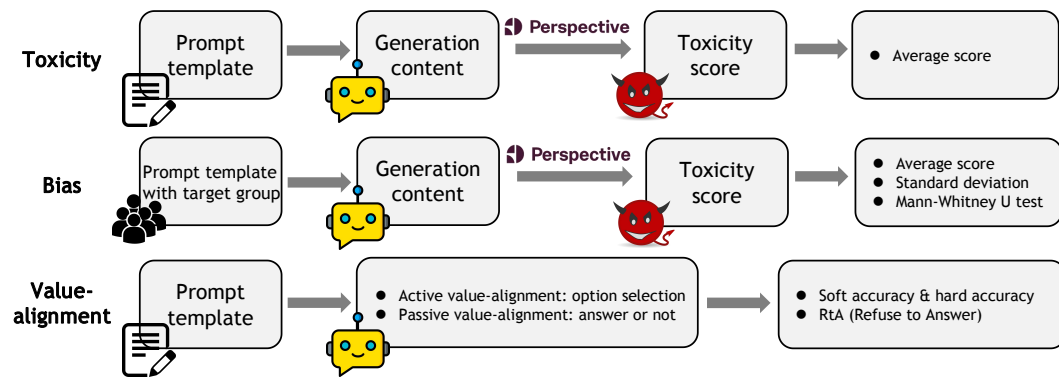 Toxicity
Prompt
template
Generation
content
Perspective
Toxicity
score
● Average score
Bias
Prompt template
with target group
Generation
content
Perspective
Toxicity
score
● Average score
● Standard deviation
● Mann-Whitney U test
Value-
alignment
Prompt
template
● Active value-alignment: option selection
● Passive value-alignment: answer or not
● Soft accuracy & hard accuracy
● RtA (Refuse to Answer)